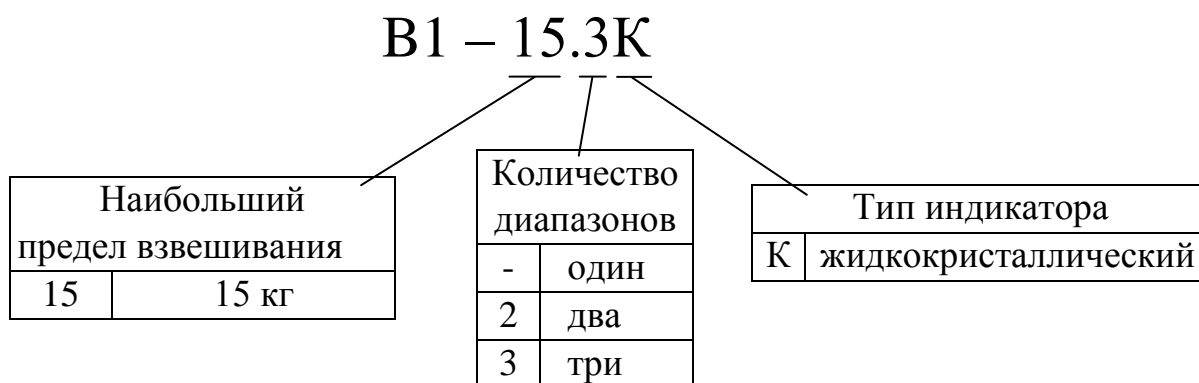 В1 – 15.3К
Наибольший
предел взвешивания
15 15 кг
Количество
диапазонов
- один
2 два
3 три
Тип индикатора
К жидкокристаллический